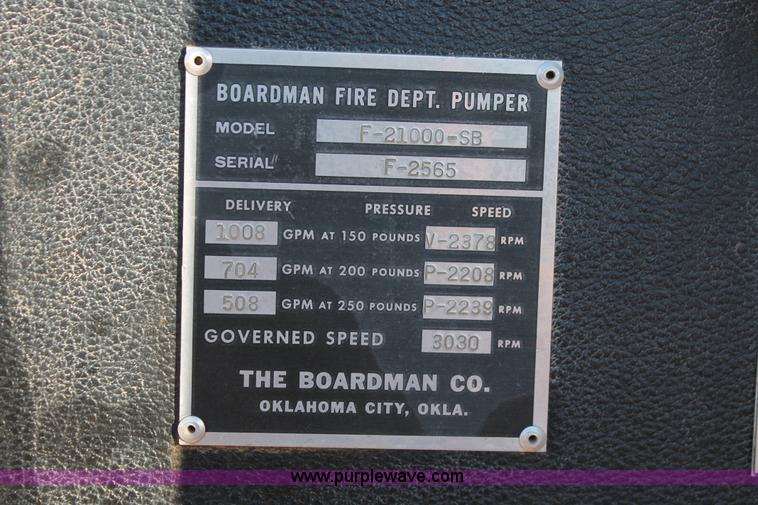 BOARDMAN FIRE DEPT. PUMPER
MODEL F-21000-SB
SERIAL F-2565
DELIVERY PRESSURE SPEED
1008 GPM AT 150 POUNDS V-2378 RPM
704 GPM AT 200 POUNDS P-2208 RPM
508 GPM AT 250 POUNDS P-2239 RPM
GOVERNED SPEED 3030 RPM
THE BOARDMAN CO.
OKLAHOMA CITY, OKLA.
www.purplewave.com